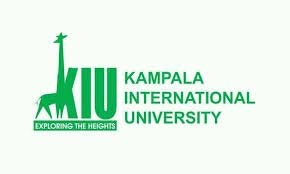 KIU
EXPLORING THE HEIGHTS
KAMPALA
INTERNATIONAL
UNIVERSITY